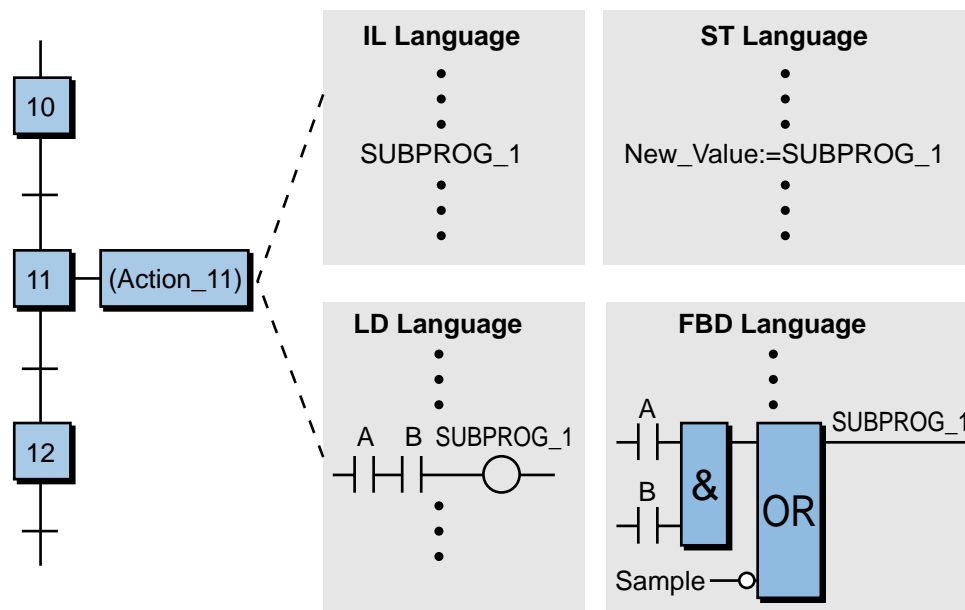 10
11
(Action_11)
12
IL Language
SUBPROG_1
ST Language
New_Value:=SUBPROG_1
LD Language
A B SUBPROG_1
FBD Language
A
SUBPROG_1
&
OR
B
Sample